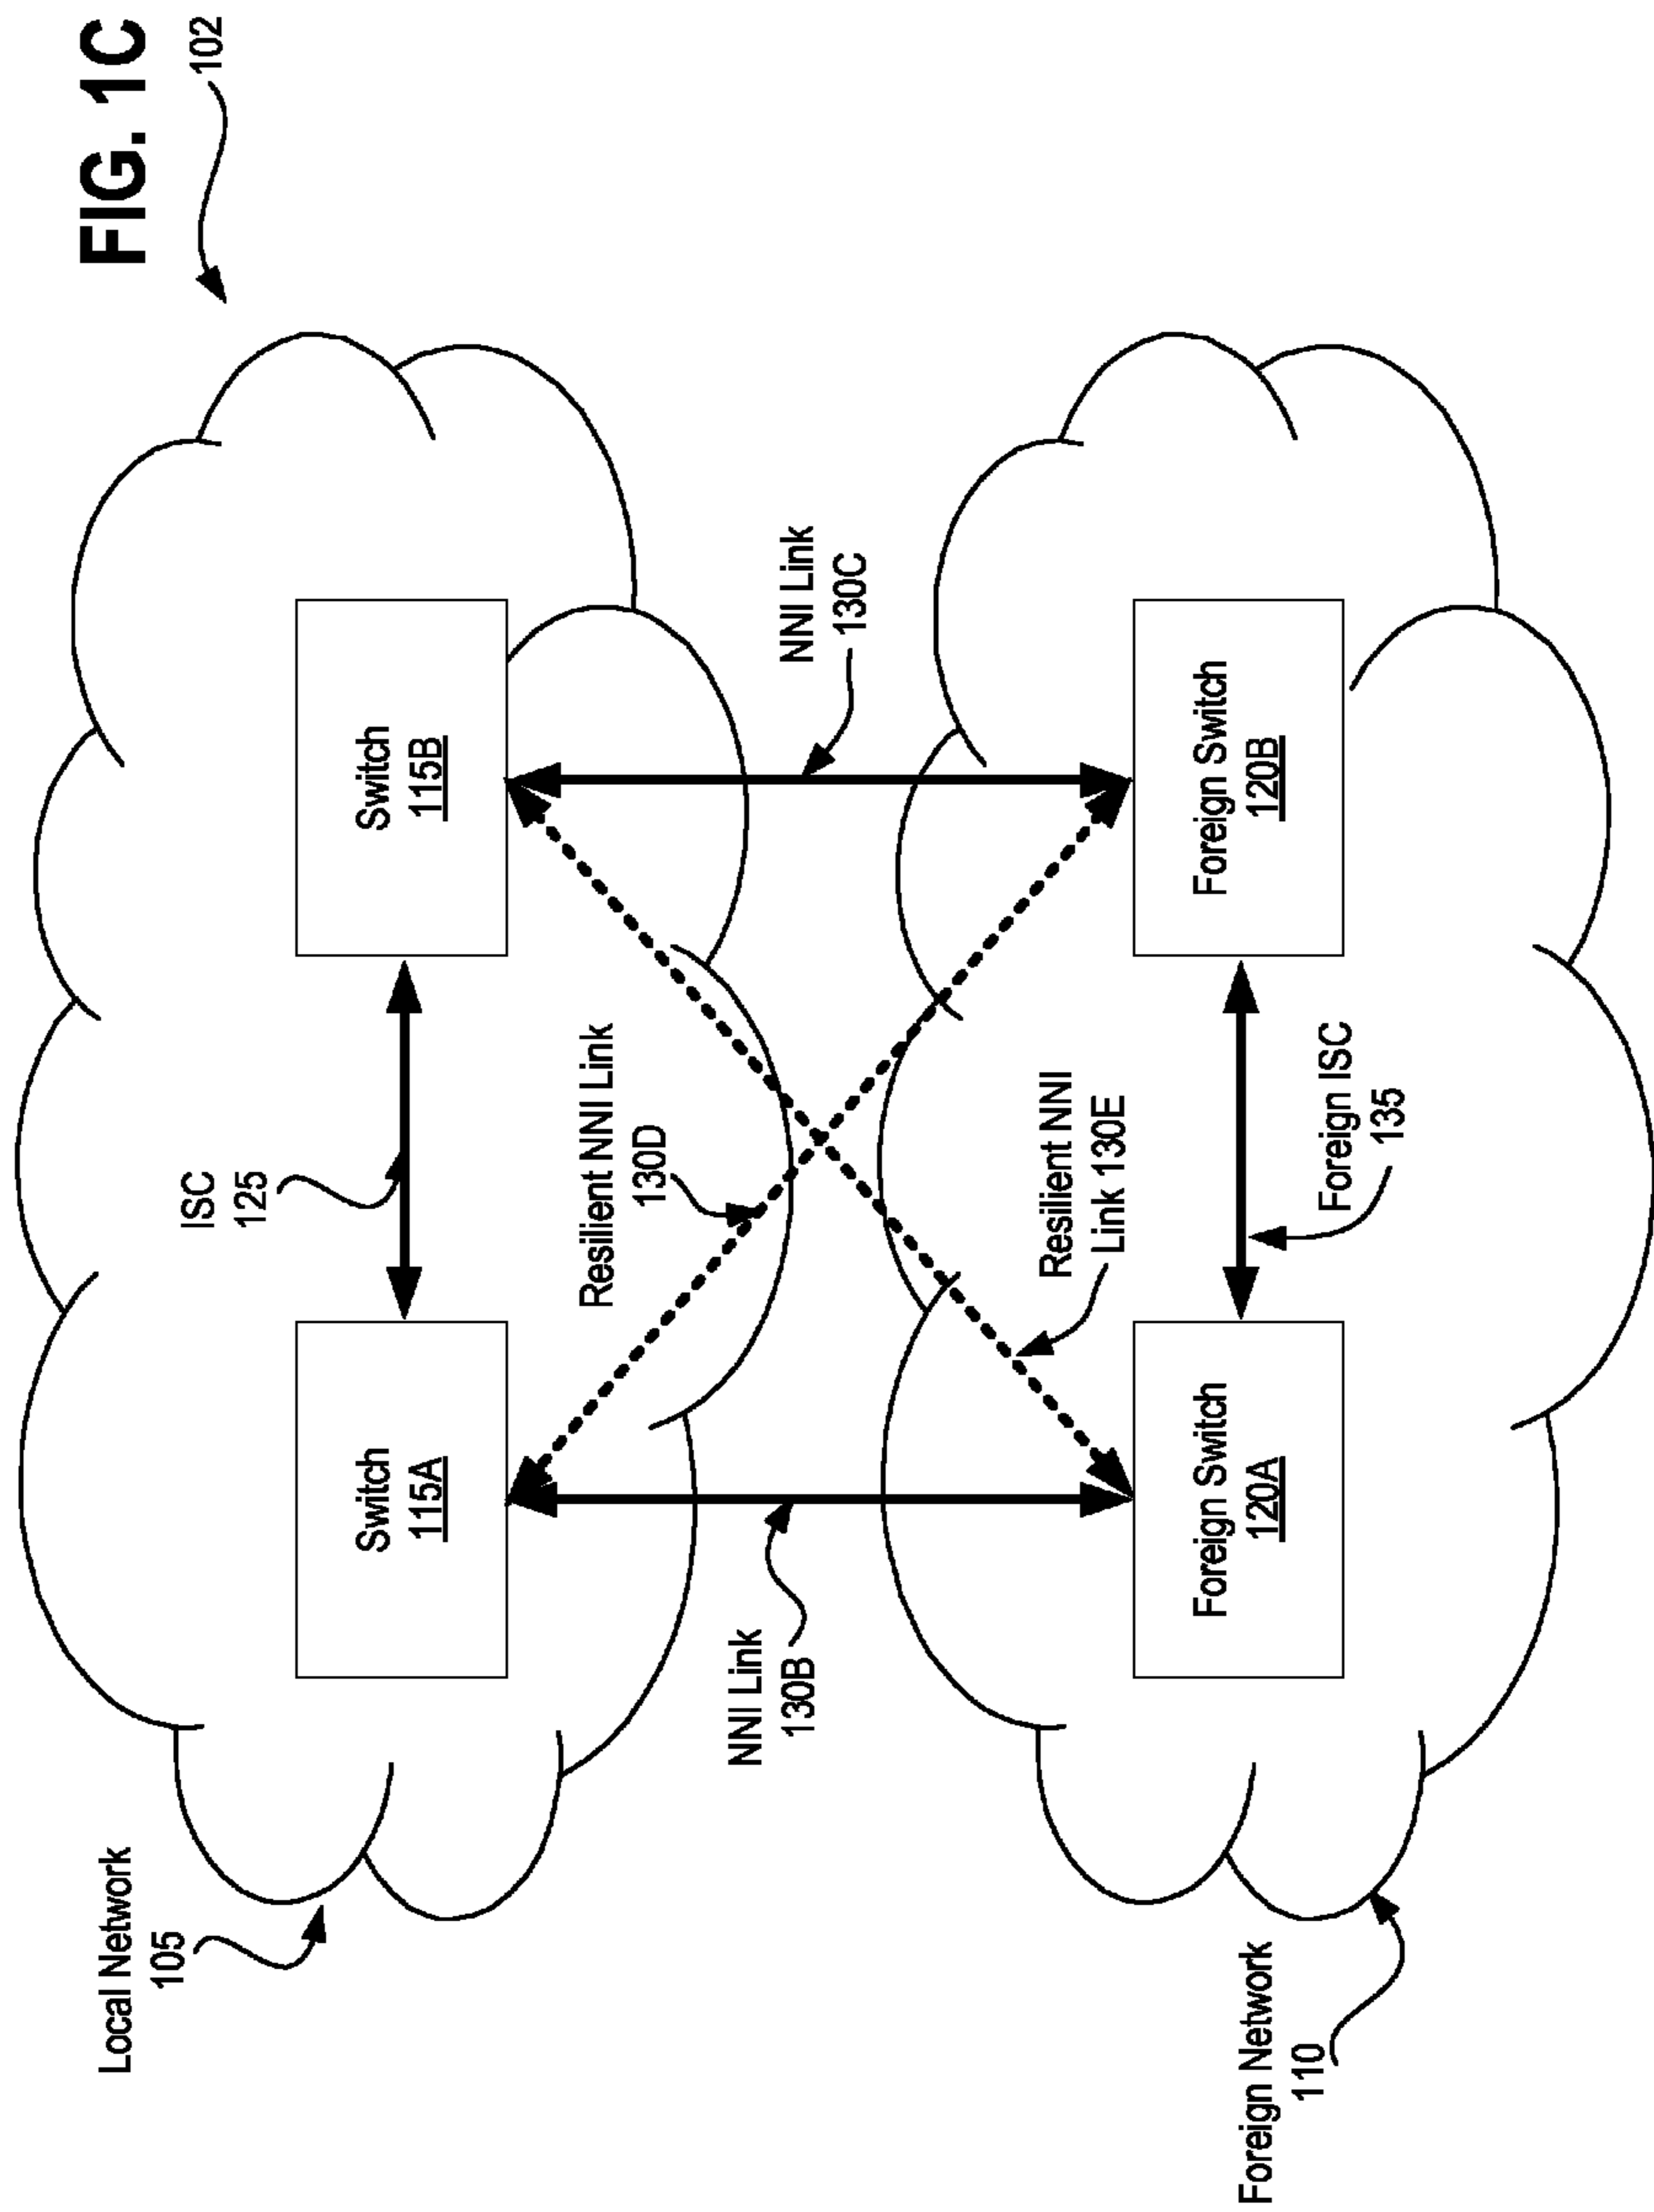 FIG. 1C
102
Local Network
105
ISC
125
Switch
115A
Switch
115B
Resilient NNI Link
130D
NNI Link
130B
NNI Link
130C
Resilient NNI
Link 130E
Foreign Switch
120A
Foreign Switch
120B
Foreign ISC
135
Foreign Network
110